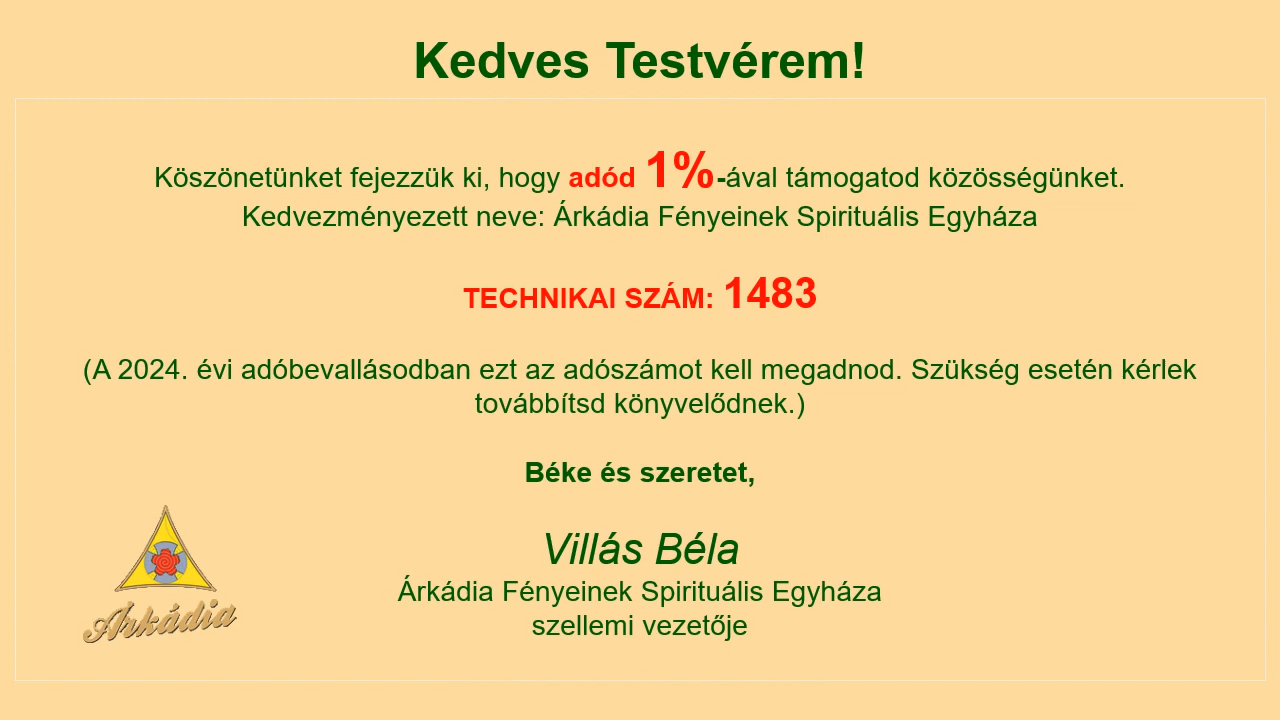 Kedves Testvérem!
Köszönetünket fejezzük ki, hogy adód 1%-ával támogatod közösségünket.
Kedvezményezett neve: Árkádia Fényeinek Spirituális Egyháza
TECHNIKAI SZÁM: 1483
(A 2024. évi adóbevallásodban ezt az adószámot kell megadnod. Szükség esetén kérlek
továbbítsd könyvelődnek.)
Béke és szeretet,
Villás Béla
Árkádia Fényeinek Spirituális Egyháza
szellemi vezetője
Árkádia